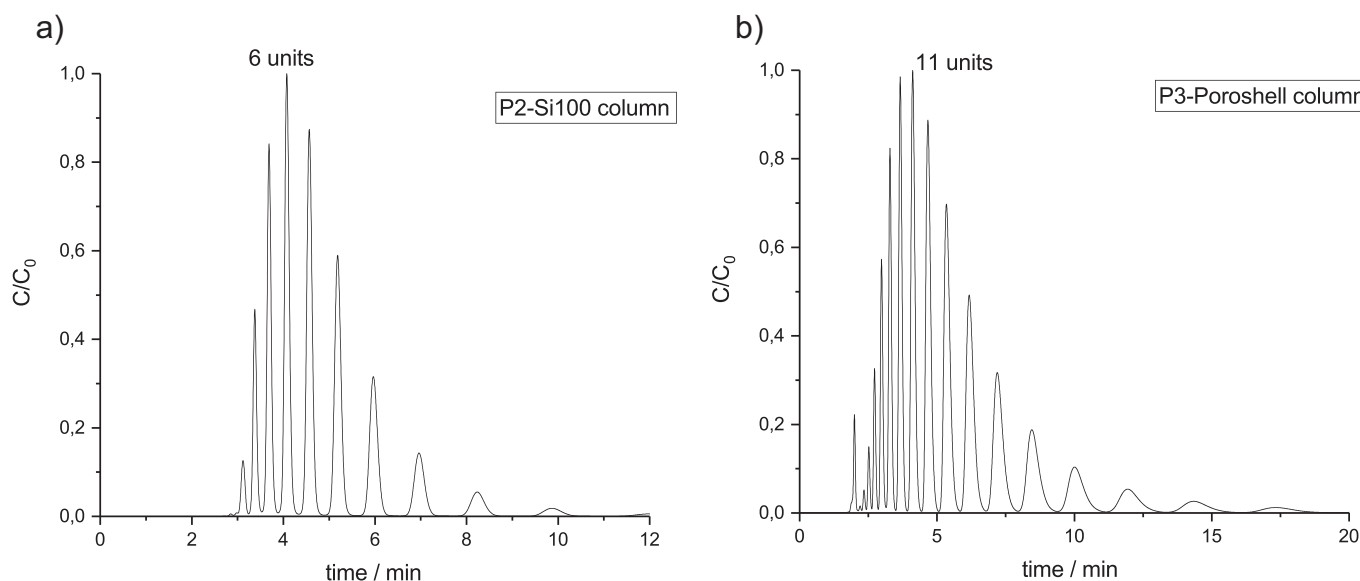 a)
6 units
P2-Si100 column
1,0
0,8
0,6
0,4
0,2
0,0
C/C0
0 2 4 6 8 10 12
time / min
b)
11 units
P3-Poroshell column
1,0
0,8
0,6
0,4
0,2
0,0
C/C0
0 5 10 15 20
time / min